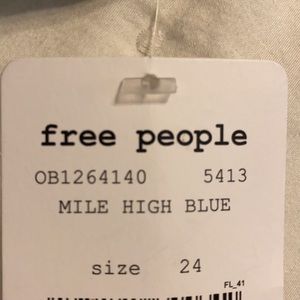 free people
OB1264140 5413
MILE HIGH BLUE
size 24
FL_41